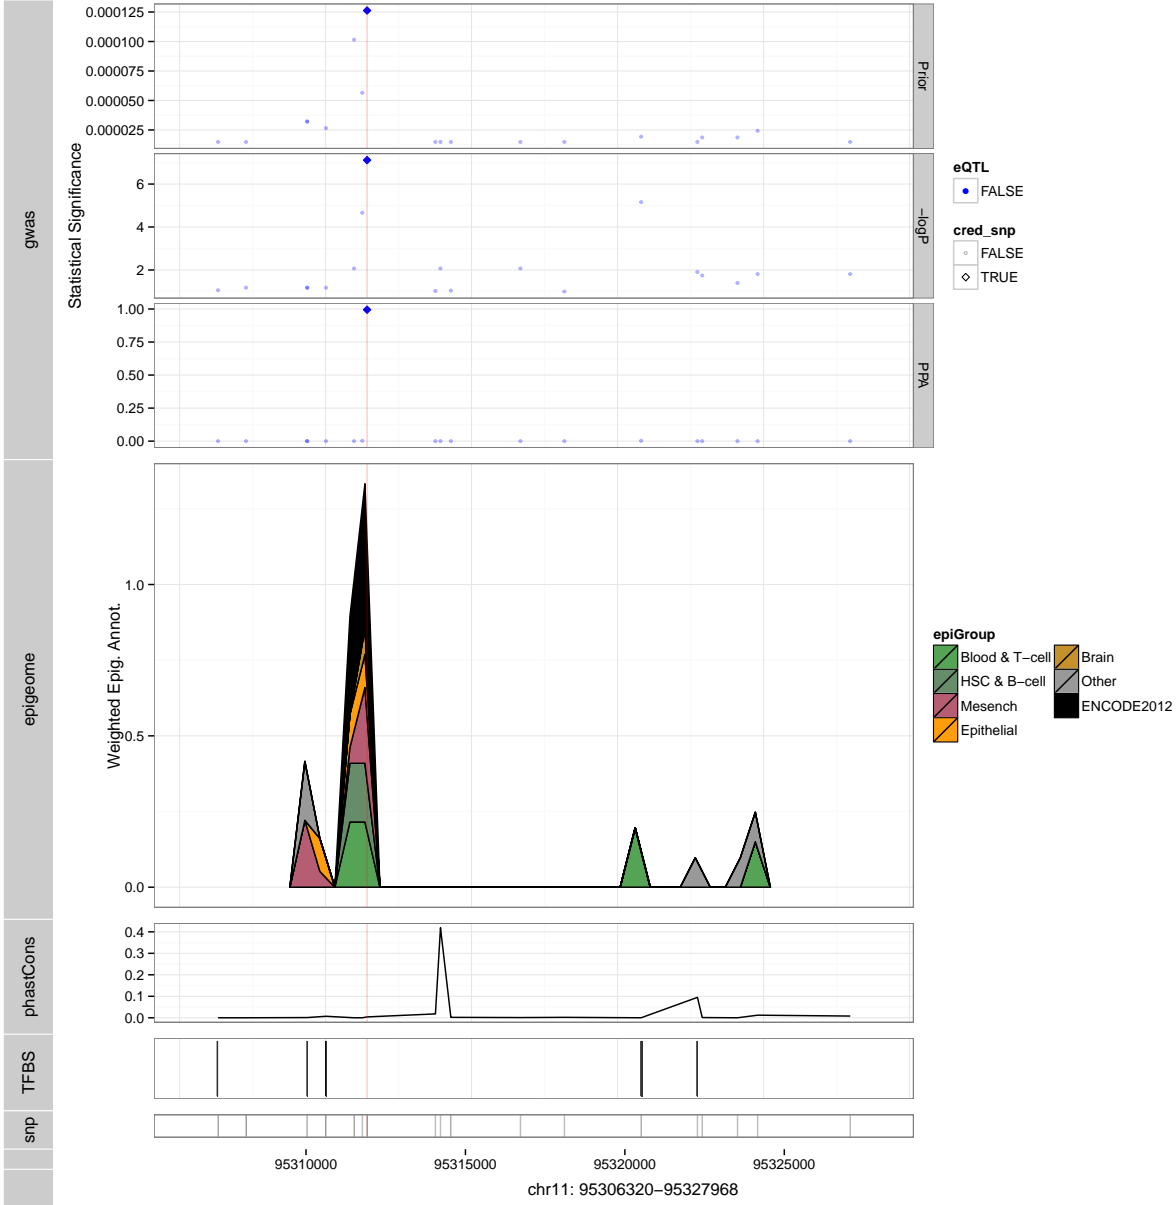 gwas
Statistical Significance
0.000125
0.000100
0.000075
0.000050
0.000025
Prior
6
4
2
−logP
1.00
0.75
0.50
0.25
0.00
PPA
eQTL
FALSE
cred_snp
FALSE
TRUE
epigeome
Weighted Epig. Annot.
1.0
0.5
0.0
epiGroup
Blood & T−cell
HSC & B−cell
Mesench
Epithelial
Brain
Other
ENCODE2012
phastCons
0.4
0.3
0.2
0.1
0.0
TFBS
snp
95310000 95315000 95320000 95325000
chr11: 95306320−95327968